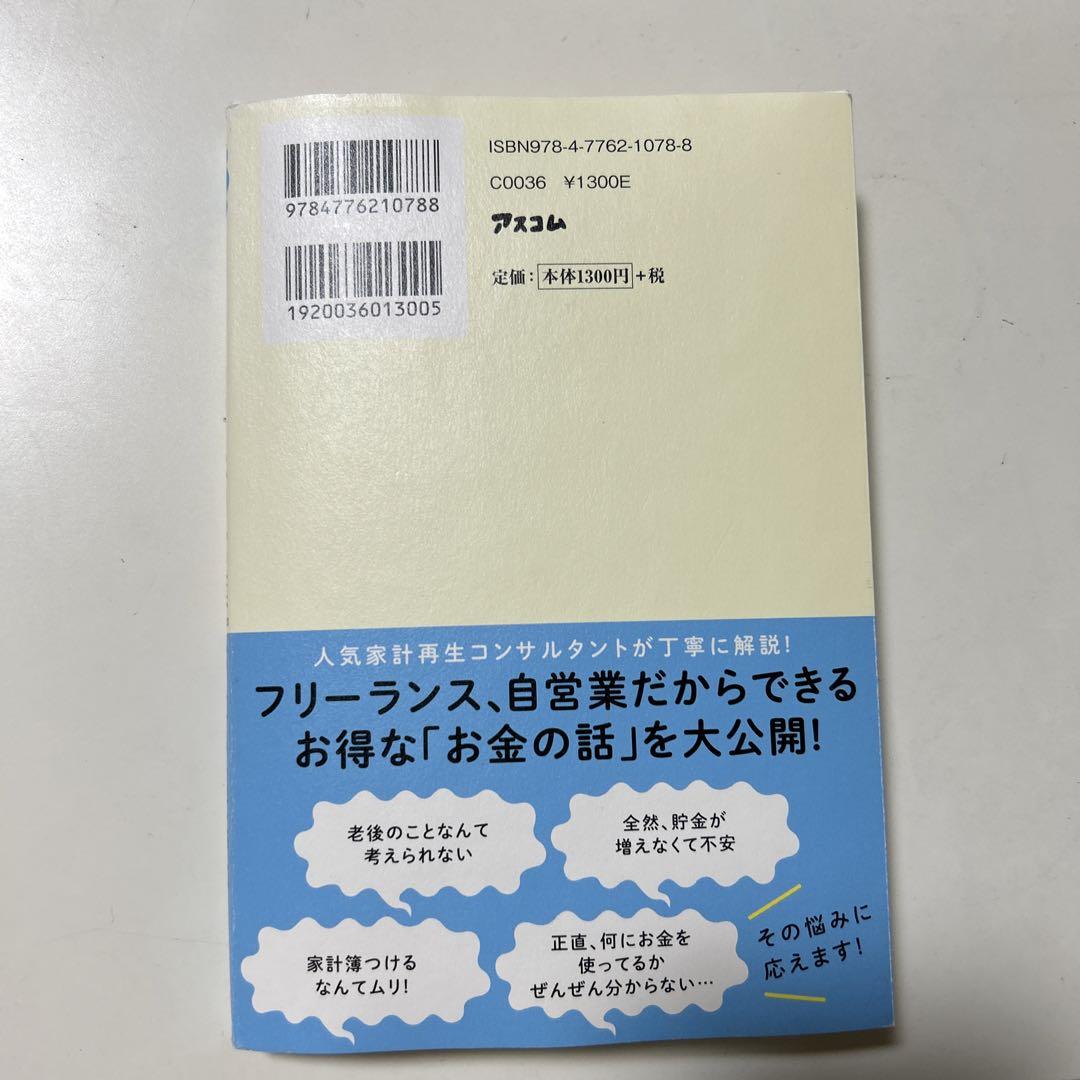 9784776210788
1920036013005
ISBN978-4-7762-1078-8
C0036 ¥1300E
アスコム
定価：本体1300円+税
人気家計再生コンサルタントが丁寧に解説！
フリーランス、自営業だからできる
お得な「お金の話」を大公開！
老後のことなんて
考えられない
全然、貯金が
増えなくて不安
家計簿つける
なんてムリ！
正直、何にお金を
使ってるか
ぜんぜん分からない…
その悩みに
応えます！